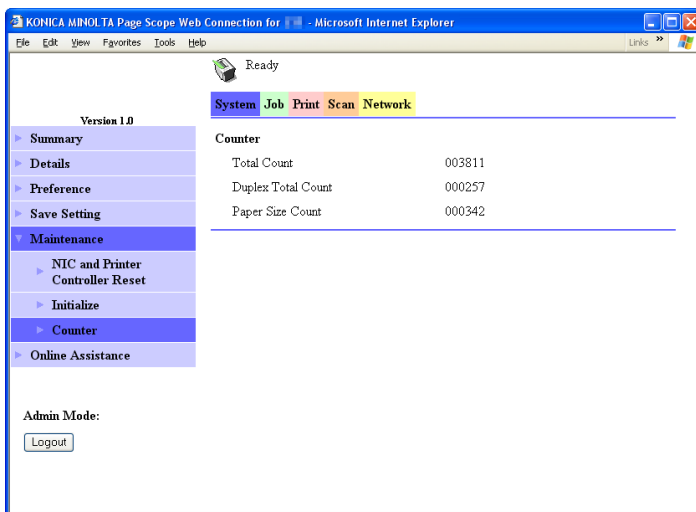 KONICA MINOLTA Page Scope Web Connection for - Microsoft Internet Explorer
File Edit View Favorites Tools Help
Links »
Ready
System Job Print Scan Network
Version 1.0
Summary
Details
Preference
Save Setting
Maintenance
NIC and Printer
Controller Reset
Initialize
Counter
Online Assistance
Admin Mode:
Logout
Counter
Total Count 003811
Duplex Total Count 000257
Paper Size Count 000342